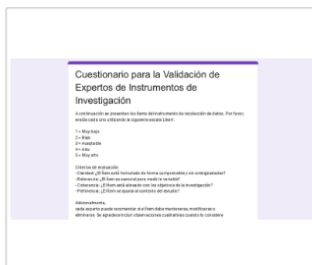 Cuestionario para la Validación de
Expertos de Instrumentos de
Investigación
A continuación se presentan los ítems del instrumento de recolección de datos. Por favor,
evalúe cada uno utilizando la siguiente escala Likert:
1 = Muy bajo
2 = Bajo
3 = Aceptable
4 = Alto
5 = Muy alto
Criterios de evaluación:
- Claridad: ¿El ítem está formulado de forma comprensible y sin ambigüedades?
- Relevancia: ¿El ítem es esencial para medir la variable?
- Coherencia: ¿El ítem está alineado con los objetivos de la investigación?
- Pertinencia: ¿El ítem se ajusta al contexto del estudio?
Adicionalmente,
cada experto puede recomendar si el ítem debe mantenerse, modificarse o
eliminarse. Se agradece incluir observaciones cualitativas cuando lo considere